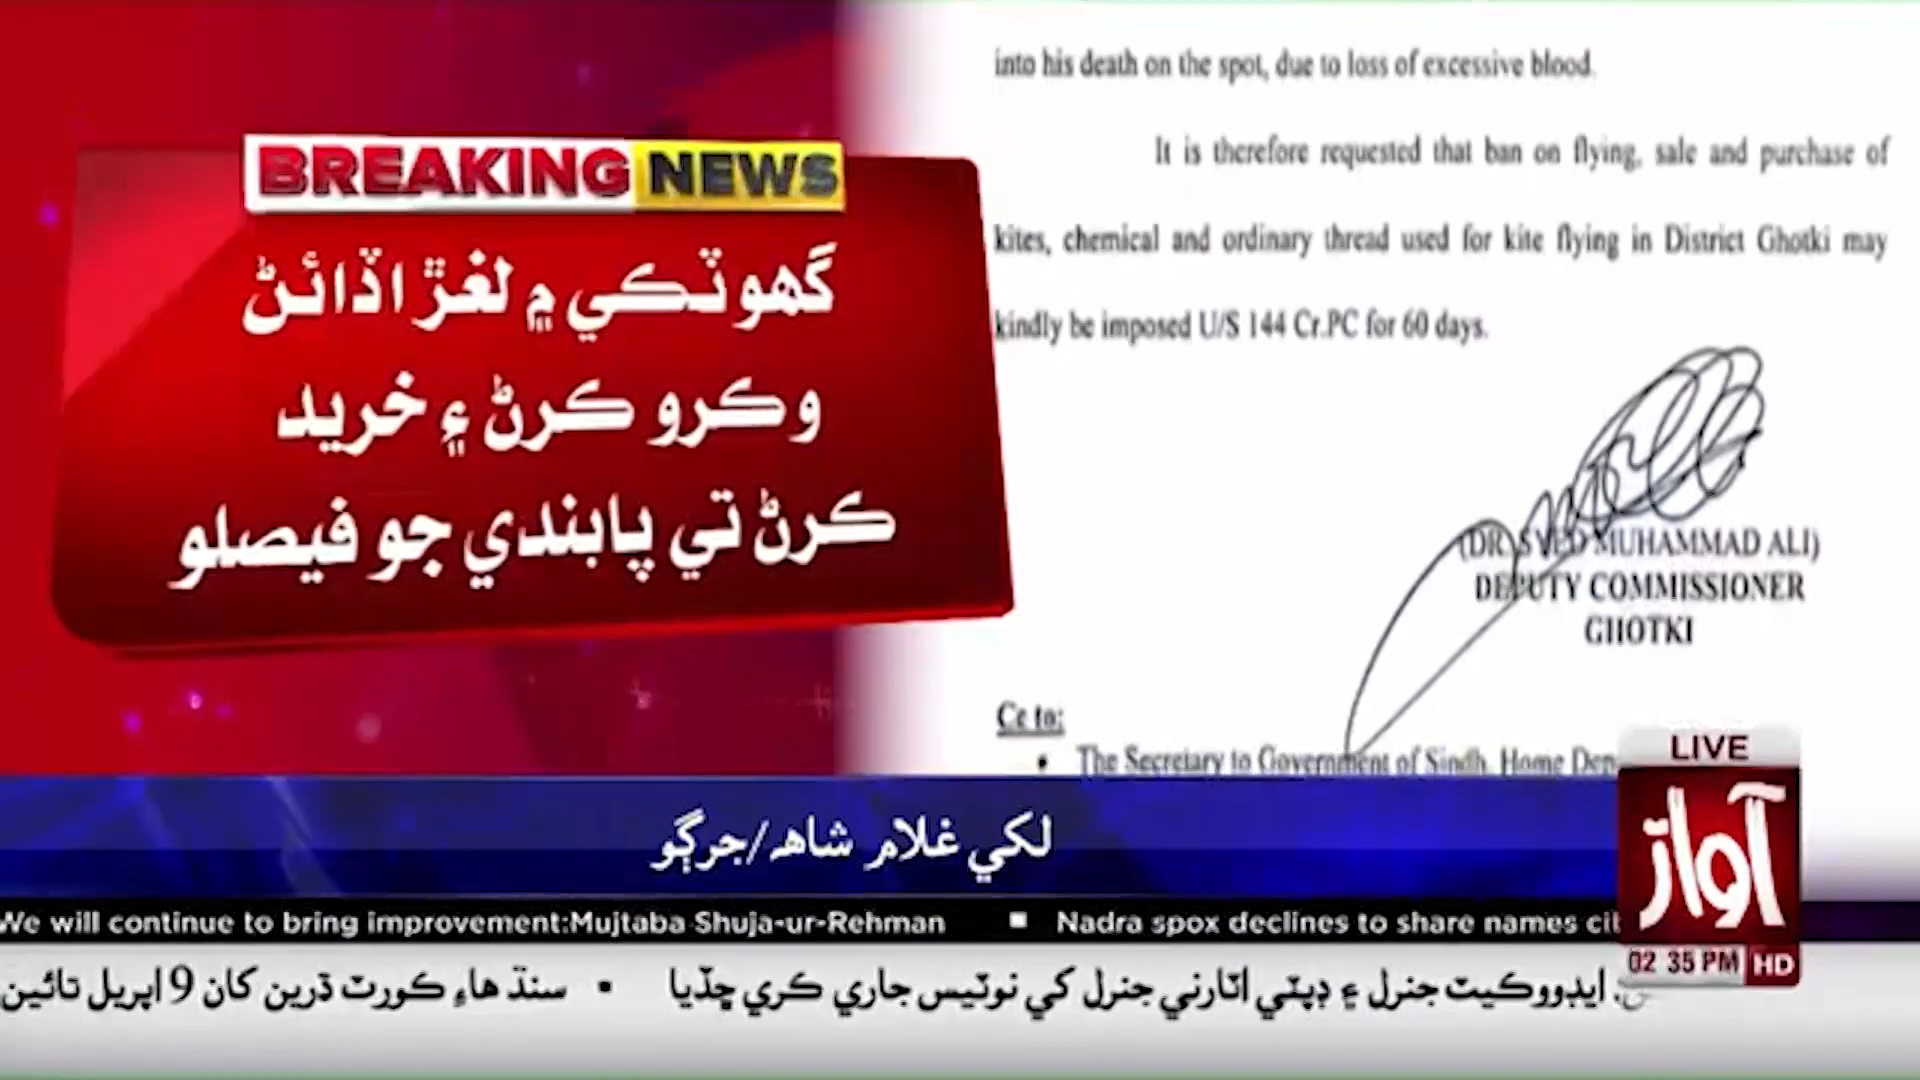 BREAKING NEWS
گھوٽڪي ۾ لغڙ اڏائڻ
وڪرو ڪرڻ ۽ خريد
ڪرڻ تي پابندي جو فيصلو
into his death on the spot, due to loss of excessive blood.
It is therefore requested that ban on flying, sale and purchase of
kites, chemical and ordinary thread used for kite flying in District Ghotki may
kindly be imposed U/S 144 Cr.PC for 60 days.
(DR. SYED MUHAMMAD ALI)
DEPUTY COMMISSIONER
GHOTKI
Cc to:
• The Secretary to Government of Sindh, Home Dep
LIVE
آواز
02 35 PM HD
لکي غلام شاهه/جرڳو
We will continue to bring improvement:Mujtaba Shuja-ur-Rehman ■ Nadra spox declines to share names cit
ايڊووڪيٽ جنرل ۽ ڊپٽي اٽارني جنرل کي نوٽيس جاري ڪري ڇڏيا • سنڌ هاءِ ڪورٽ ڌرين کان 9 اپريل تائين